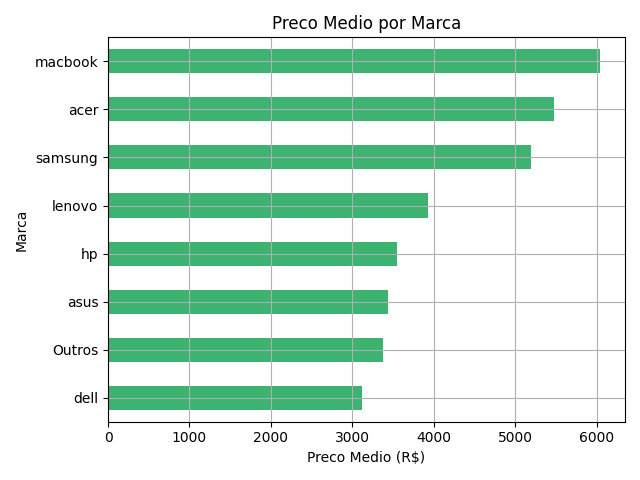 Preco Medio por Marca
macbook
acer
samsung
lenovo
hp
asus
Outros
dell
Marca
0 1000 2000 3000 4000 5000 6000
Preco Medio (R$)